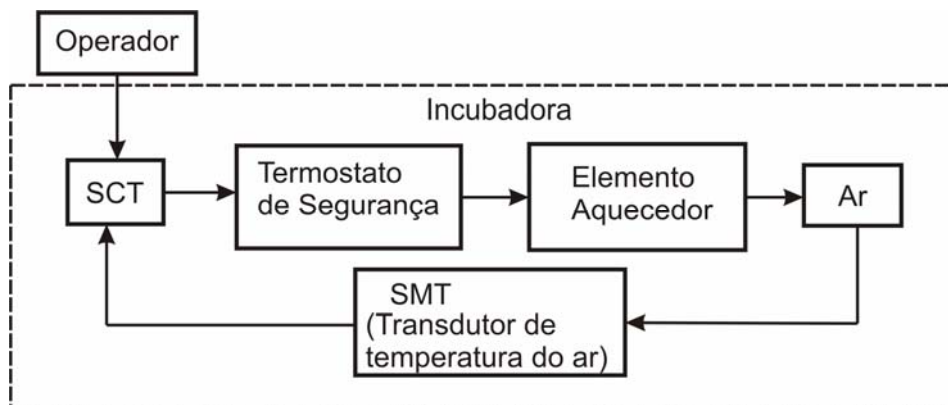 Operador
Incubadora
SCT
Termostato
de Segurança
Elemento
Aquecedor
Ar
SMT
(Transdutor de
temperatura do ar)